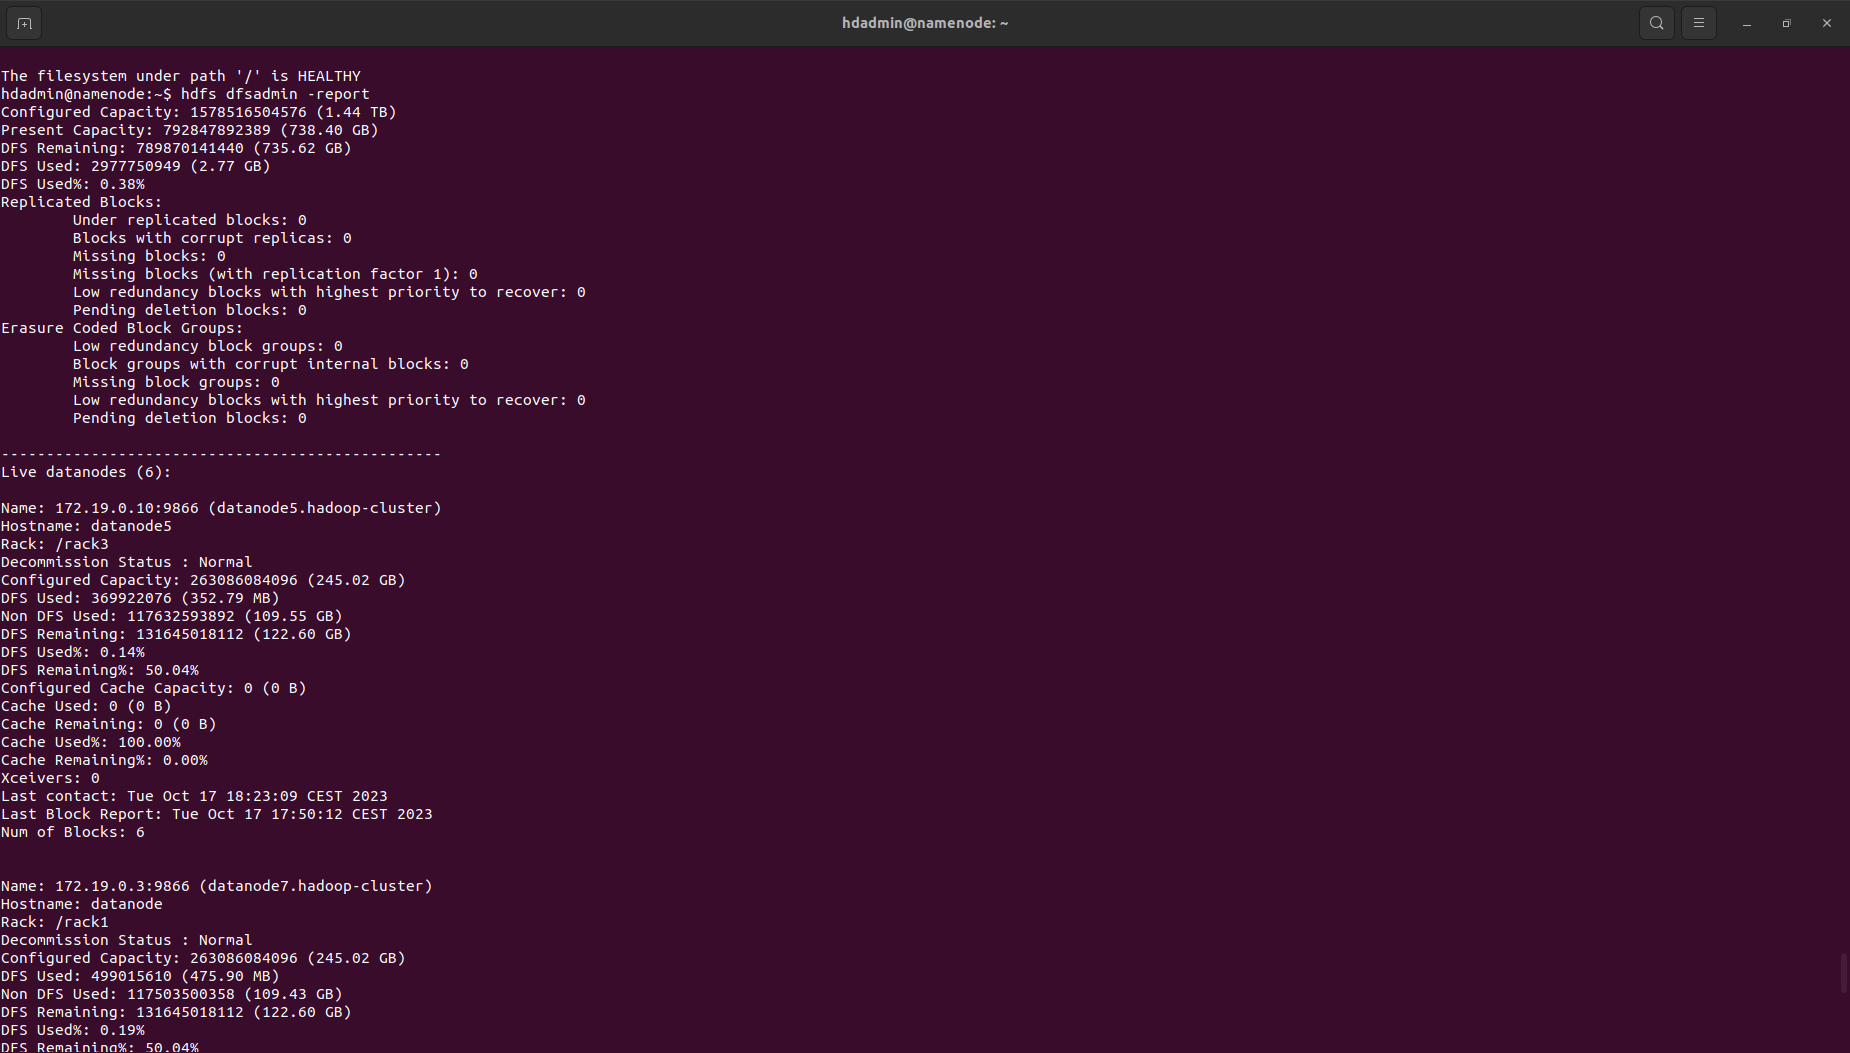 hdadmin@namenode: ~
The filesystem under path '/' is HEALTHY
hdadmin@namenode:~$ hdfs dfsadmin -report
Configured Capacity: 1578516504576 (1.44 TB)
Present Capacity: 792847892389 (738.40 GB)
DFS Remaining: 789870141440 (735.62 GB)
DFS Used: 2977750949 (2.77 GB)
DFS Used%: 0.38%
Replicated Blocks:
	Under replicated blocks: 0
	Blocks with corrupt replicas: 0
	Missing blocks: 0
	Missing blocks (with replication factor 1): 0
	Low redundancy blocks with highest priority to recover: 0
	Pending deletion blocks: 0
Erasure Coded Block Groups:
	Low redundancy block groups: 0
	Block groups with corrupt internal blocks: 0
	Missing block groups: 0
	Low redundancy blocks with highest priority to recover: 0
	Pending deletion blocks: 0
-------------------------------------------------
Live datanodes (6):
Name: 172.19.0.10:9866 (datanode5.hadoop-cluster)
Hostname: datanode5
Rack: /rack3
Decommission Status : Normal
Configured Capacity: 263086084096 (245.02 GB)
DFS Used: 369922076 (352.79 MB)
Non DFS Used: 117632593892 (109.55 GB)
DFS Remaining: 131645018112 (122.60 GB)
DFS Used%: 0.14%
DFS Remaining%: 50.04%
Configured Cache Capacity: 0 (0 B)
Cache Used: 0 (0 B)
Cache Remaining: 0 (0 B)
Cache Used%: 100.00%
Cache Remaining%: 0.00%
Xceivers: 0
Last contact: Tue Oct 17 18:23:09 CEST 2023
Last Block Report: Tue Oct 17 17:50:12 CEST 2023
Num of Blocks: 6
Name: 172.19.0.3:9866 (datanode7.hadoop-cluster)
Hostname: datanode
Rack: /rack1
Decommission Status : Normal
Configured Capacity: 263086084096 (245.02 GB)
DFS Used: 499015610 (475.90 MB)
Non DFS Used: 117503500358 (109.43 GB)
DFS Remaining: 131645018112 (122.60 GB)
DFS Used%: 0.19%
DFS Remaining%: 50.04%